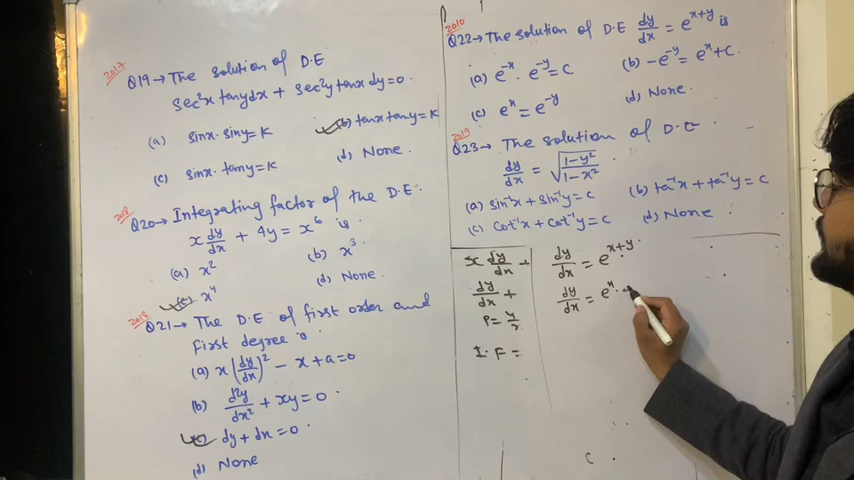 2017
Q19→ The solution of D.E
sec²x tany dx + sec²y tanx dy = 0.
(a) sinx. siny = K
(b) tanx tany = K
(c) sinx. tany = K
(d) None.
2018
Q20→ Integrating factor of the D.E.
x dy/dx + 4y = x⁶ is
(a) x²
(b) x³
(c) x⁴
(d) None.
2018
Q21→ The D.E of first order and
first degree
(a) x(dy/dx)² - x + a = 0
(b) d²y/dx² + xy = 0
(c) dy + dx = 0
(d) None
2010
Q22→ The solution of D.E dy/dx = e^(x+y) is
(a) e^-x . e^-y = C
(b) -e^-y = e^x + C.
(c) e^x = e^-y
(d) None.
2019
Q23→ The solution of D.E
dy/dx = √((1-y²)/(1-x²))
(a) sin⁻¹x + sin⁻¹y = C
(b) tan⁻¹x + tan⁻¹y = C
(c) Cot⁻¹x + cot⁻¹y = C
(d) None
x dy/dx +
dy/dx +
P = 4/x
I.F =
dy/dx = e^(x+y)
dy/dx = e^x .